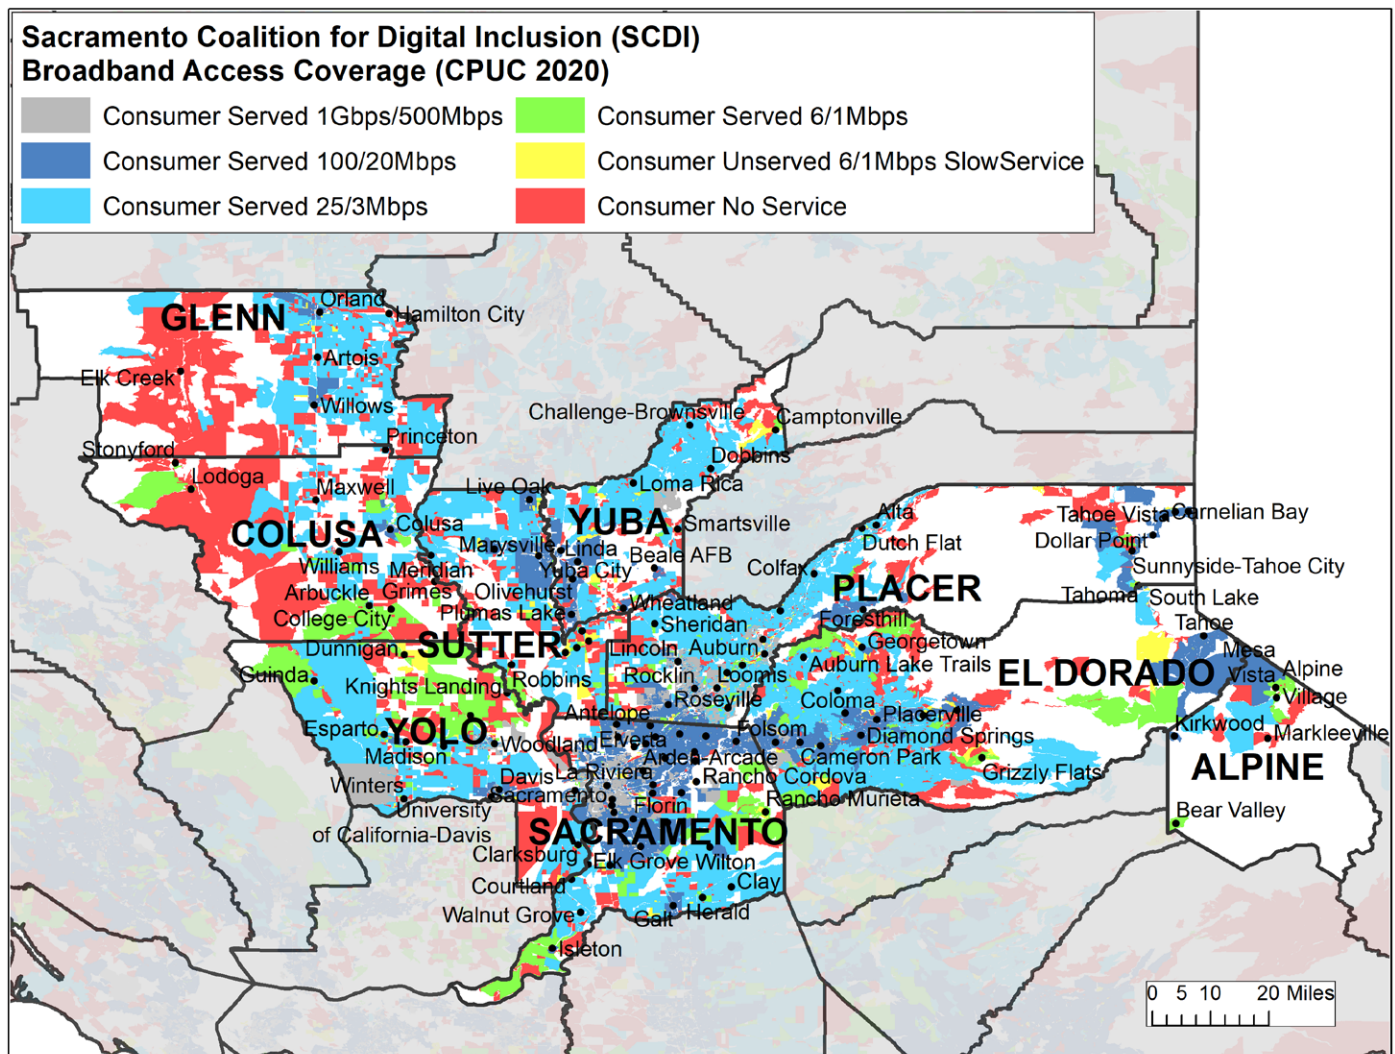 Sacramento Coalition for Digital Inclusion (SCDI)
Broadband Access Coverage (CPUC 2020)
Consumer Served 1Gbps/500Mbps
Consumer Served 6/1Mbps
Consumer Served 100/20Mbps
Consumer Unserved 6/1Mbps SlowService
Consumer Served 25/3Mbps
Consumer No Service
GLENN
Orland
Hamilton City
Artois
Elk Creek
Willows
Princeton
Stonyford
Lodoga
Maxwell
COLUSA
Colusa
Williams
Meridian
Arbuckle
Grimes
College City
Challenge-Brownsville
Camptonville
Dobbins
Loma Rica
Live Oak
YUBA
Smartsville
Marysville
Linda
Beale AFB
Yuba City
Olivehurst
Plumas Lake
Wheatland
SUTTER
Sheridan
Robbins
Lincoln
Auburn
Rocklin
Loomis
Roseville
Alta
Dutch Flat
Colfax
PLACER
Foresthill
Tahoe Vista
Carnelian Bay
Dollar Point
Sunnyside-Tahoe City
Tahoma
South Lake
Tahoe
Georgetown
Auburn Lake Trails
EL DORADO
Mesa
Vista
Alpine
Village
Coloma
Placerville
Diamond Springs
Cameron Park
Grizzly Flats
Kirkwood
Markleeville
ALPINE
Bear Valley
Dunnigan
Guinda
Knights Landing
YOLO
Esparto
Madison
Woodland
Winters
Davis
University
of California-Davis
Antelope
Elverta
Folsom
Arden-Arcade
La Riviera
Rancho Cordova
Sacramento
Florin
Rancho Murieta
SACRAMENTO
Clarksburg
Elk Grove
Wilton
Courtland
Clay
Walnut Grove
Galt
Herald
Isleton
0 5 10 20 Miles